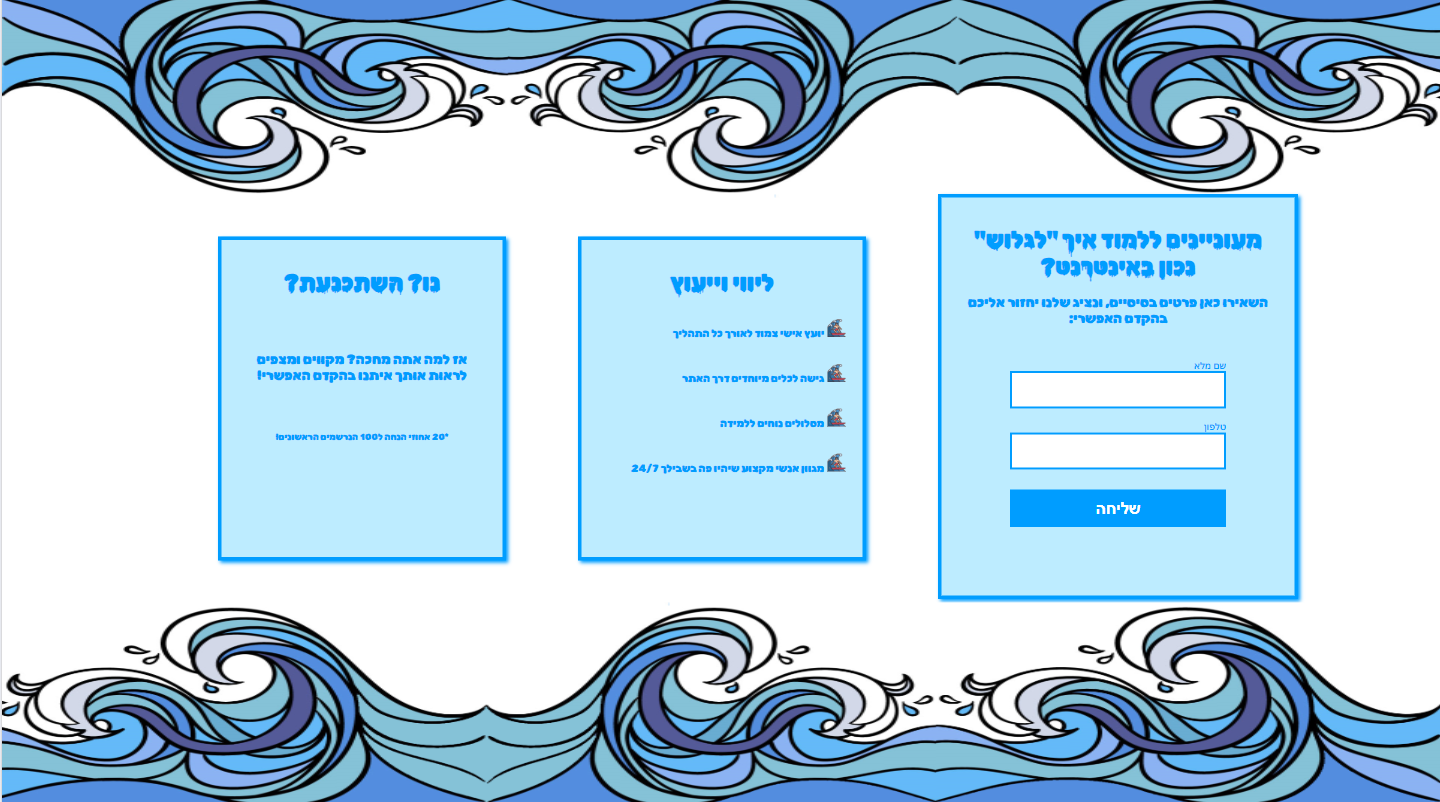 מעוניינים ללמוד איך "לגלוש"
נכון באינטרנט?
השאירו כאן פרטים בסיסיים, ונציג שלנו יחזור אליכם
בהקדם האפשרי:
שם מלא
טלפון
שליחה
ליווי וייעוץ
יועץ אישי צמוד לאורך כל התהליך
גישה לכלים מיוחדים דרך האתר
מסלולים נוחים ללמידה
מגוון אנשי מקצוע שיהיו פה בשבילך 24/7
נו? השתכנעת?
אז למה אתה מחכה? מקווים ומצפים
לראות אותך איתנו בהקדם האפשרי!
*20 אחוזי הנחה ל100 הנרשמים הראשונים!